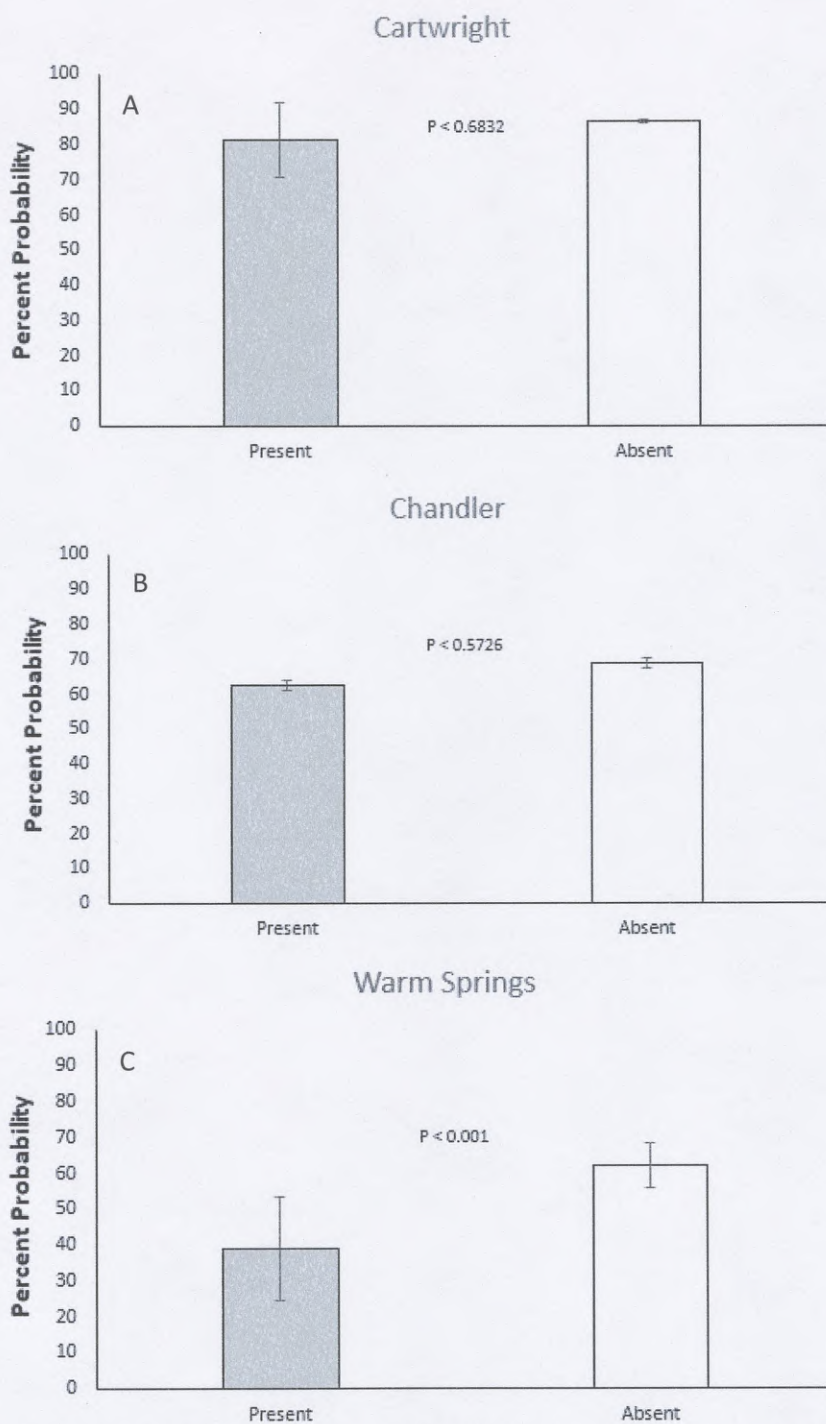 Cartwright
A
P < 0.6832
Percent Probability
100
90
80
70
60
50
40
30
20
10
0
Present Absent
Chandler
B
P < 0.5726
Percent Probability
100
90
80
70
60
50
40
30
20
10
0
Present Absent
Warm Springs
C
P < 0.001
Percent Probability
100
90
80
70
60
50
40
30
20
10
0
Present Absent